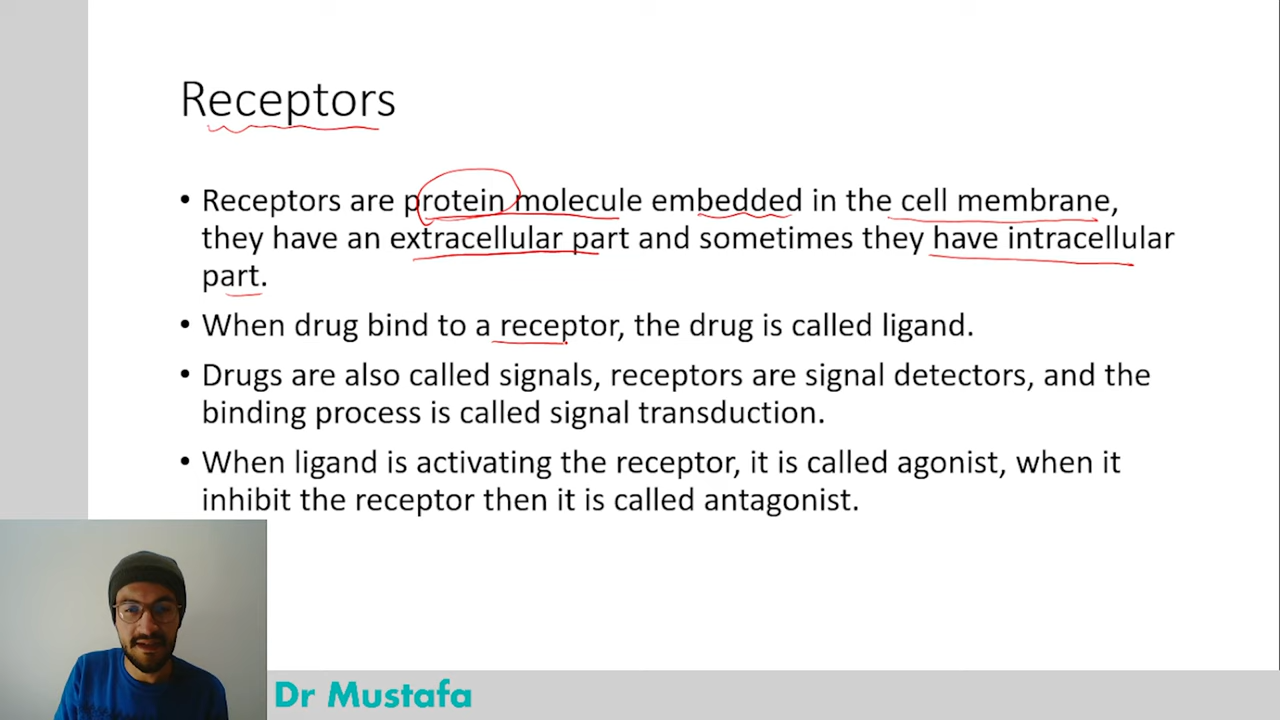 Receptors
• Receptors are protein molecule embedded in the cell membrane,
they have an extracellular part and sometimes they have intracellular
part.
• When drug bind to a receptor, the drug is called ligand.
• Drugs are also called signals, receptors are signal detectors, and the
binding process is called signal transduction.
• When ligand is activating the receptor, it is called agonist, when it
inhibit the receptor then it is called antagonist.
Dr Mustafa